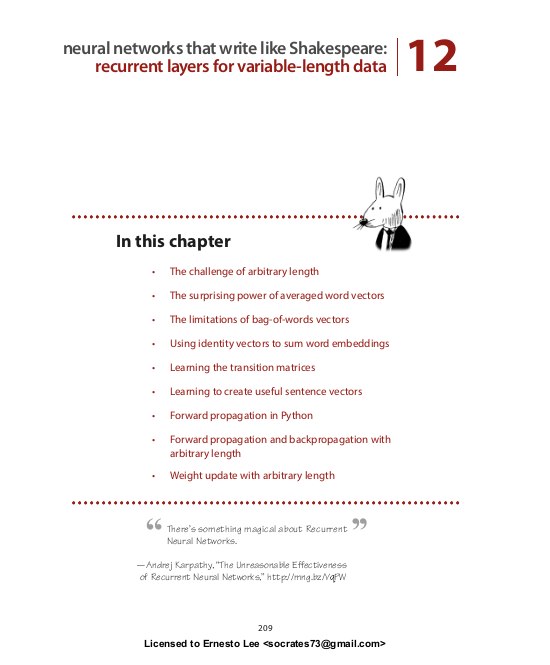 neural networks that write like Shakespeare:
recurrent layers for variable-length data
12
In this chapter
• The challenge of arbitrary length
• The surprising power of averaged word vectors
• The limitations of bag-of-words vectors
• Using identity vectors to sum word embeddings
• Learning the transition matrices
• Learning to create useful sentence vectors
• Forward propagation in Python
• Forward propagation and backpropagation with
arbitrary length
• Weight update with arbitrary length
“ There’s something magical about Recurrent ”
Neural Networks.
—Andrej Karpathy, “The Unreasonable Effectiveness
of Recurrent Neural Networks,” http://mng.bz/VqPW
209
Licensed to Ernesto Lee <socrates73@gmail.com>